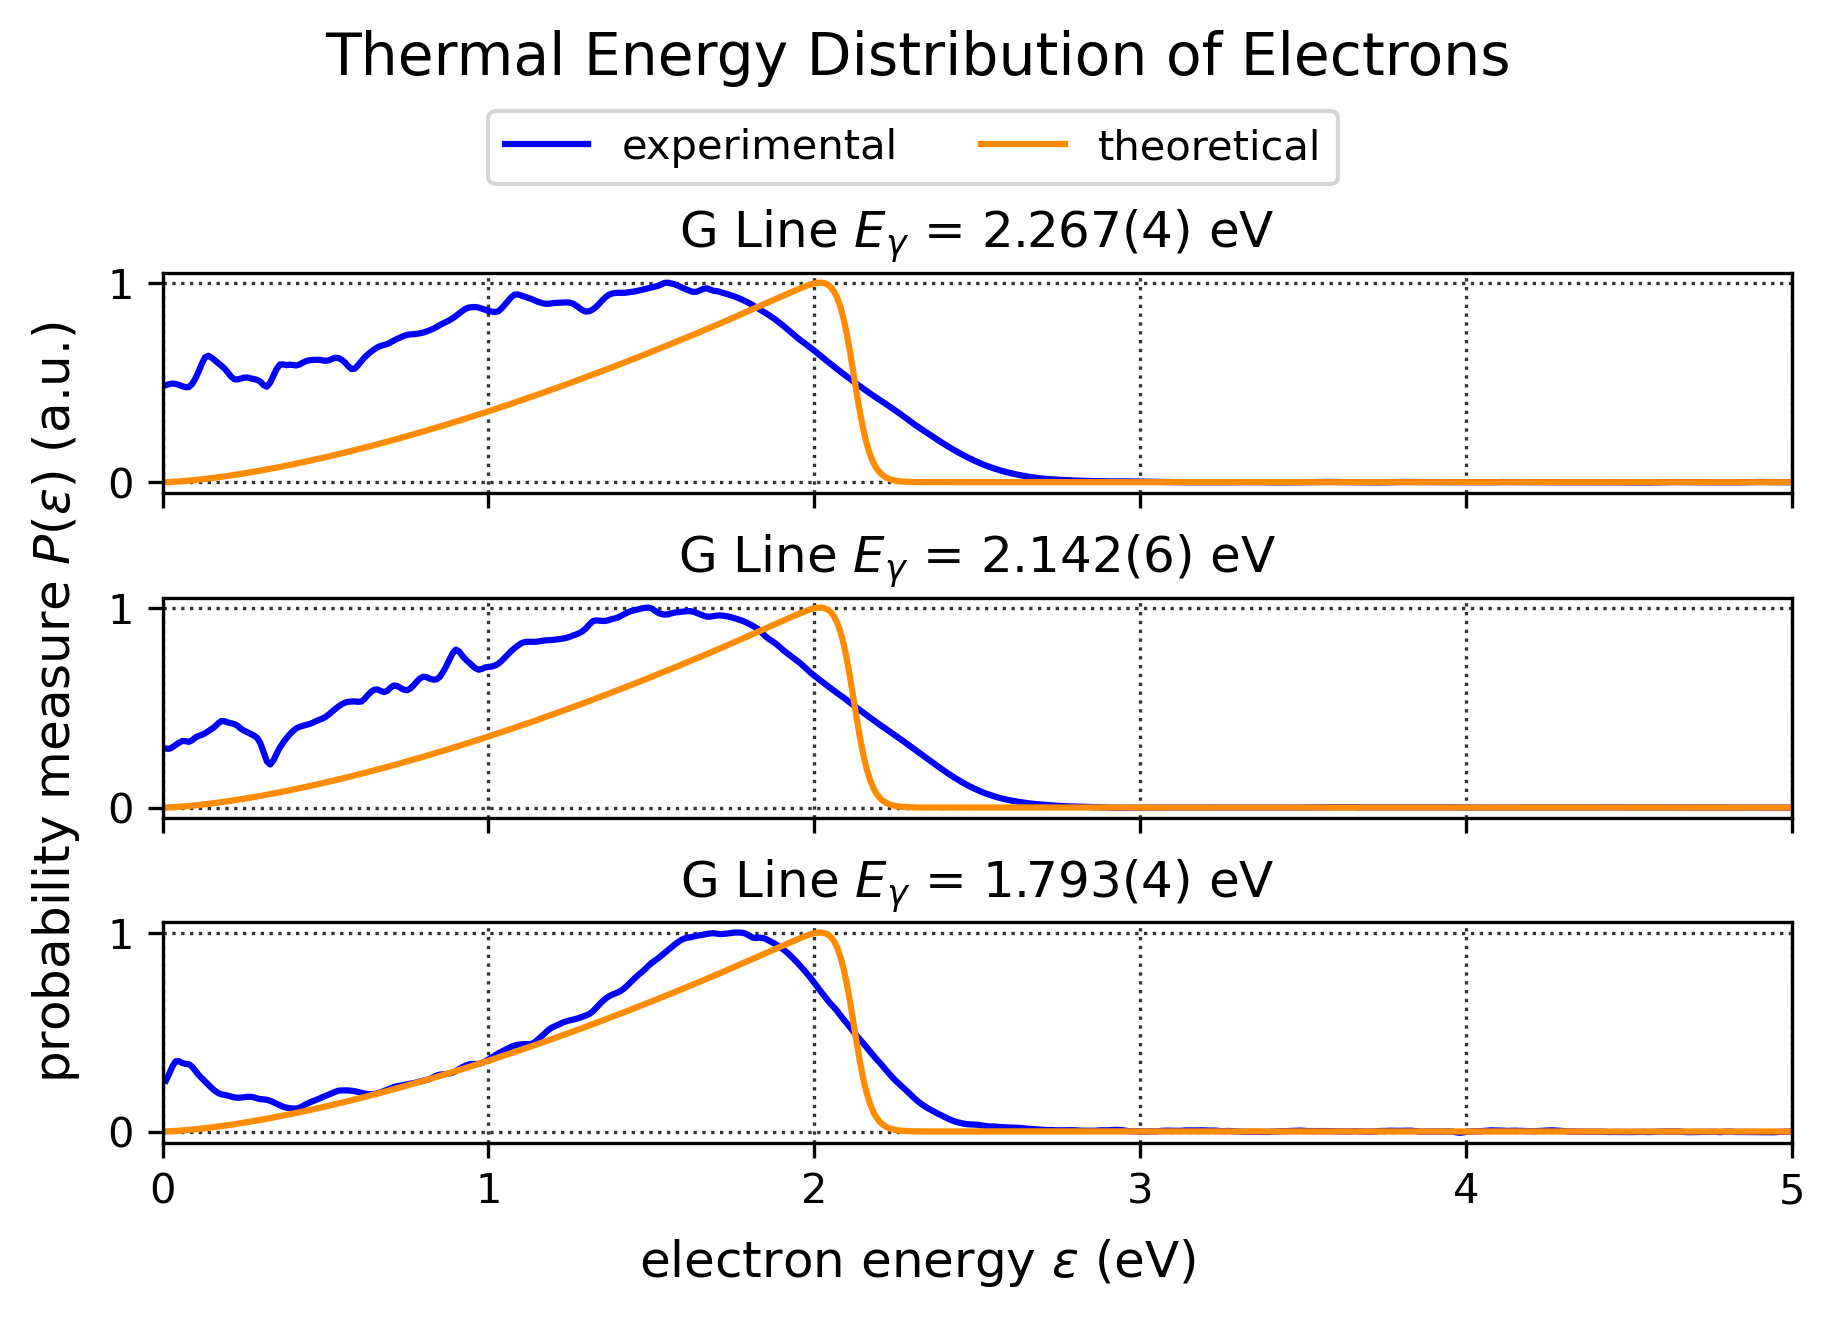 Thermal Energy Distribution of Electrons
experimental theoretical
G Line Eᵧ = 2.267(4) eV
1
0
G Line Eᵧ = 2.142(6) eV
1
0
G Line Eᵧ = 1.793(4) eV
1
0
0 1 2 3 4 5
electron energy ε (eV)
probability measure P(ε) (a.u.)